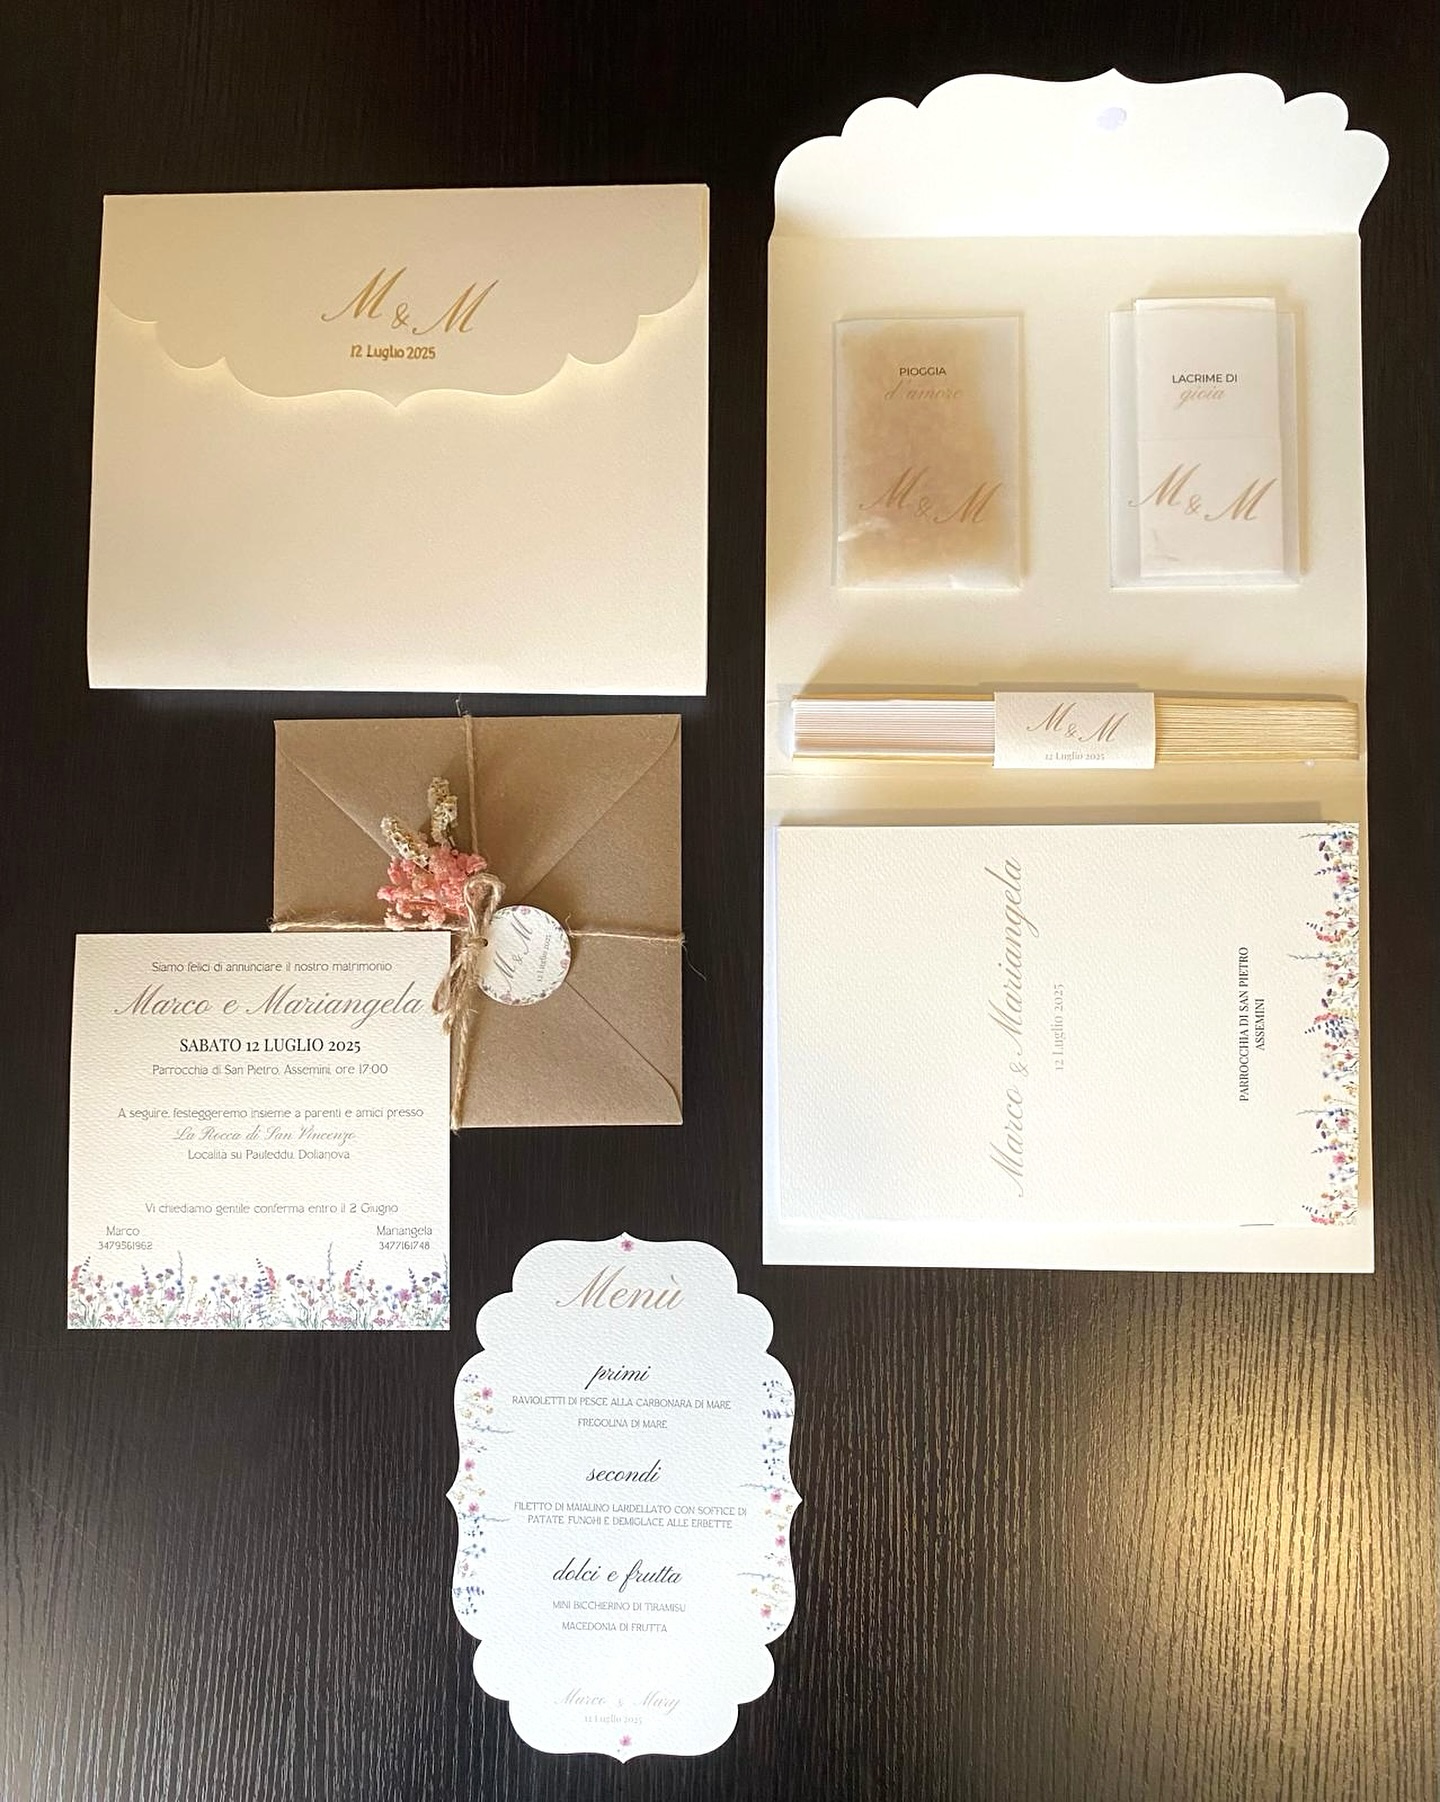 M & M
12 Luglio 2025
PIOGGIA
d'amore
M & M
LACRIME DI
gioia
M & M
M & M
12 Luglio 2025
M & M
12 Luglio 2025
Siamo felici di annunciare il nostro matrimonio
Marco e Mariangela
SABATO 12 LUGLIO 2025
Parrocchia di San Pietro, Assemini, ore 17:00
A seguire, festeggeremo insieme a parenti e amici presso
La Rocca di San Vincenzo
Località su Pauteddu, Dolianova
Vi chiediamo gentile conferma entro il 2 Giugno
Marco
3479561962
Mariangela
3477161748
Marco & Mariangela
12 Luglio 2025
PARROCCHIA DI SAN PIETRO
ASSEMINI
Menù
primi
RAVIOLETTI DI PESCE ALLA CARBONARA DI MARE
FREGOLINA DI MARE
secondi
FILETTO DI MAIALINO LARDELLATO CON SOFFICE DI
PATATE FUNGHI E DEMIGLACE ALLE ERBETTE
dolci e frutta
MINI BICCHERINO DI TIRAMISU
MACEDONIA DI FRUTTA
Marco & Mary
12 Luglio 2025